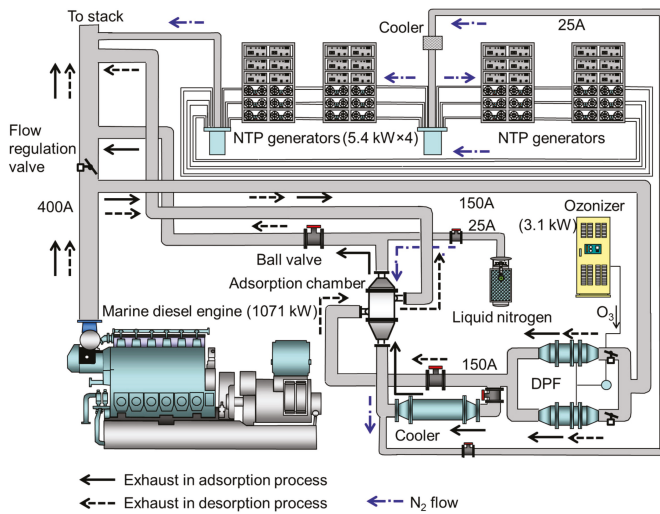 To stack
Cooler
25A
NTP generators (5.4 kW×4)
NTP generators
Flow
regulation
valve
400A
150A
25A
Ozonizer
(3.1 kW)
Ball valve
Adsorption chamber
Liquid nitrogen
O₃
Marine diesel engine (1071 kW)
150A
DPF
Cooler
Exhaust in adsorption process
Exhaust in desorption process
N₂ flow